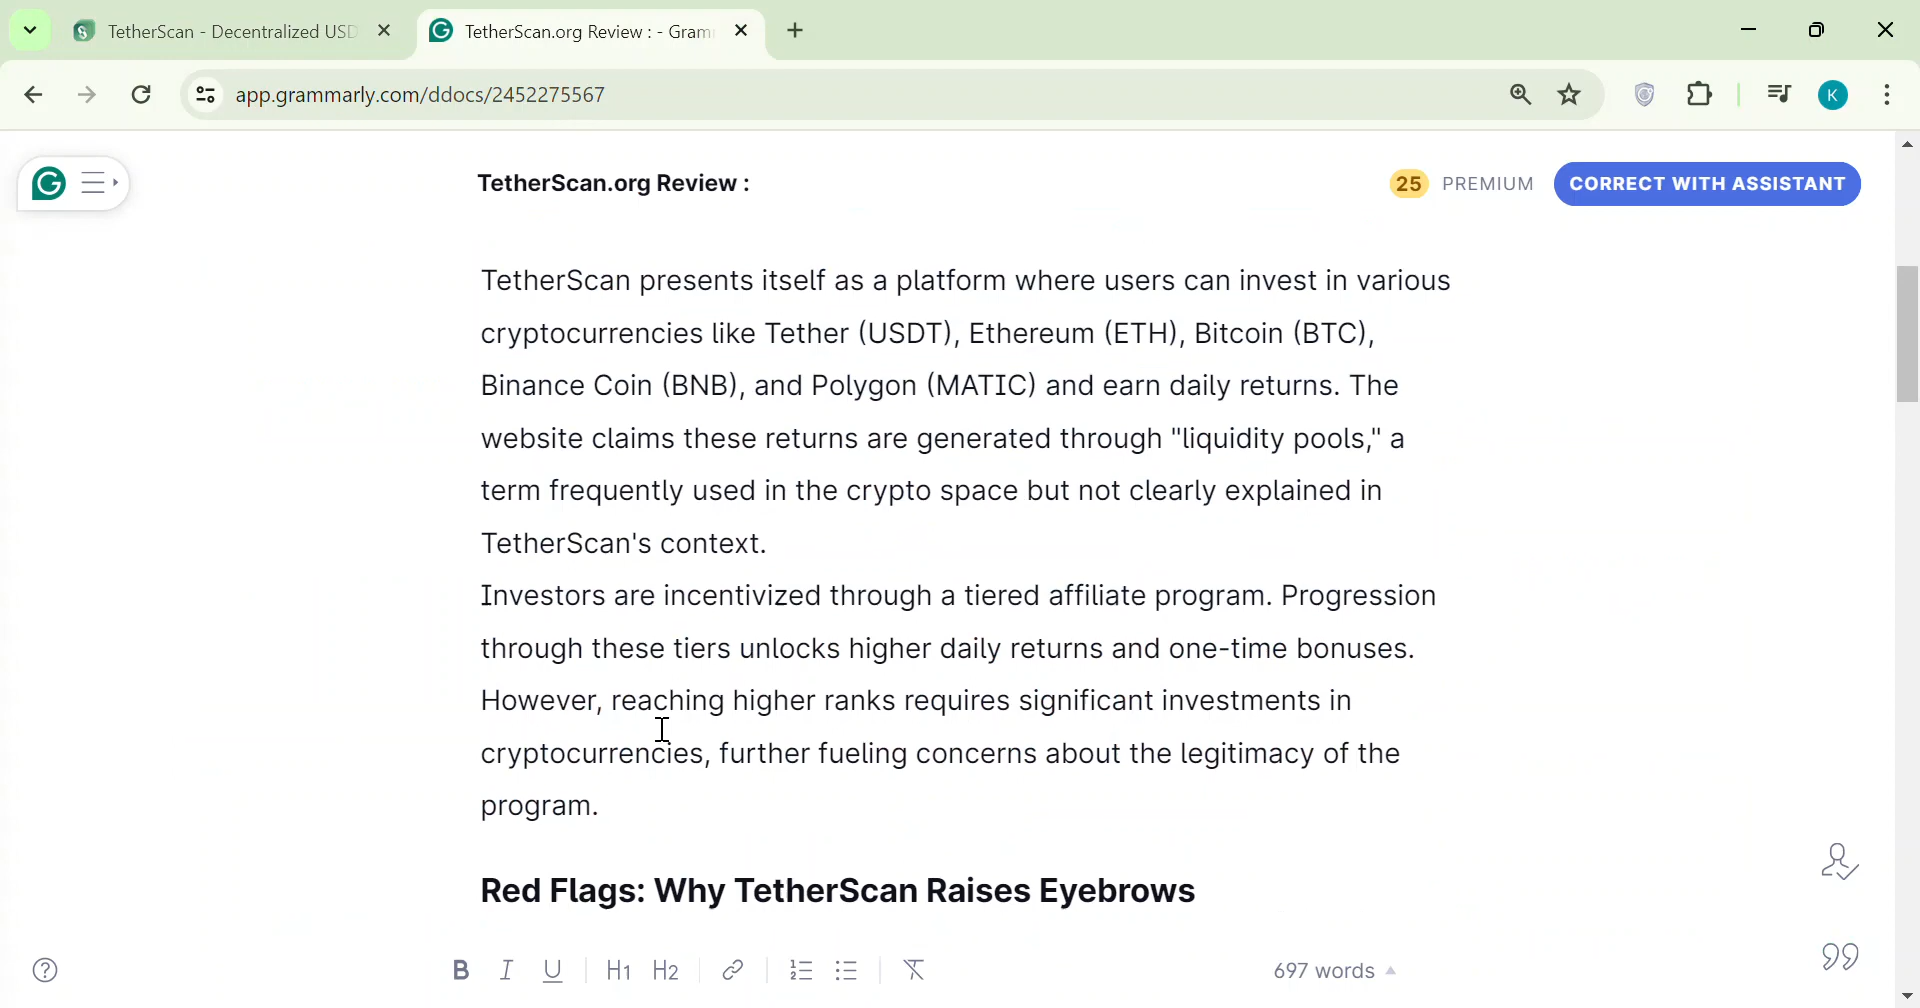 TetherScan - Decentralized USD
TetherScan.org Review : - Gram
app.grammarly.com/ddocs/2452275567
K
TetherScan.org Review :
25 PREMIUM
CORRECT WITH ASSISTANT
TetherScan presents itself as a platform where users can invest in various
cryptocurrencies like Tether (USDT), Ethereum (ETH), Bitcoin (BTC),
Binance Coin (BNB), and Polygon (MATIC) and earn daily returns. The
website claims these returns are generated through "liquidity pools," a
term frequently used in the crypto space but not clearly explained in
TetherScan's context.
Investors are incentivized through a tiered affiliate program. Progression
through these tiers unlocks higher daily returns and one-time bonuses.
However, reaching higher ranks requires significant investments in
cryptocurrencies, further fueling concerns about the legitimacy of the
program.
Red Flags: Why TetherScan Raises Eyebrows
B I U H1 H2
697 words